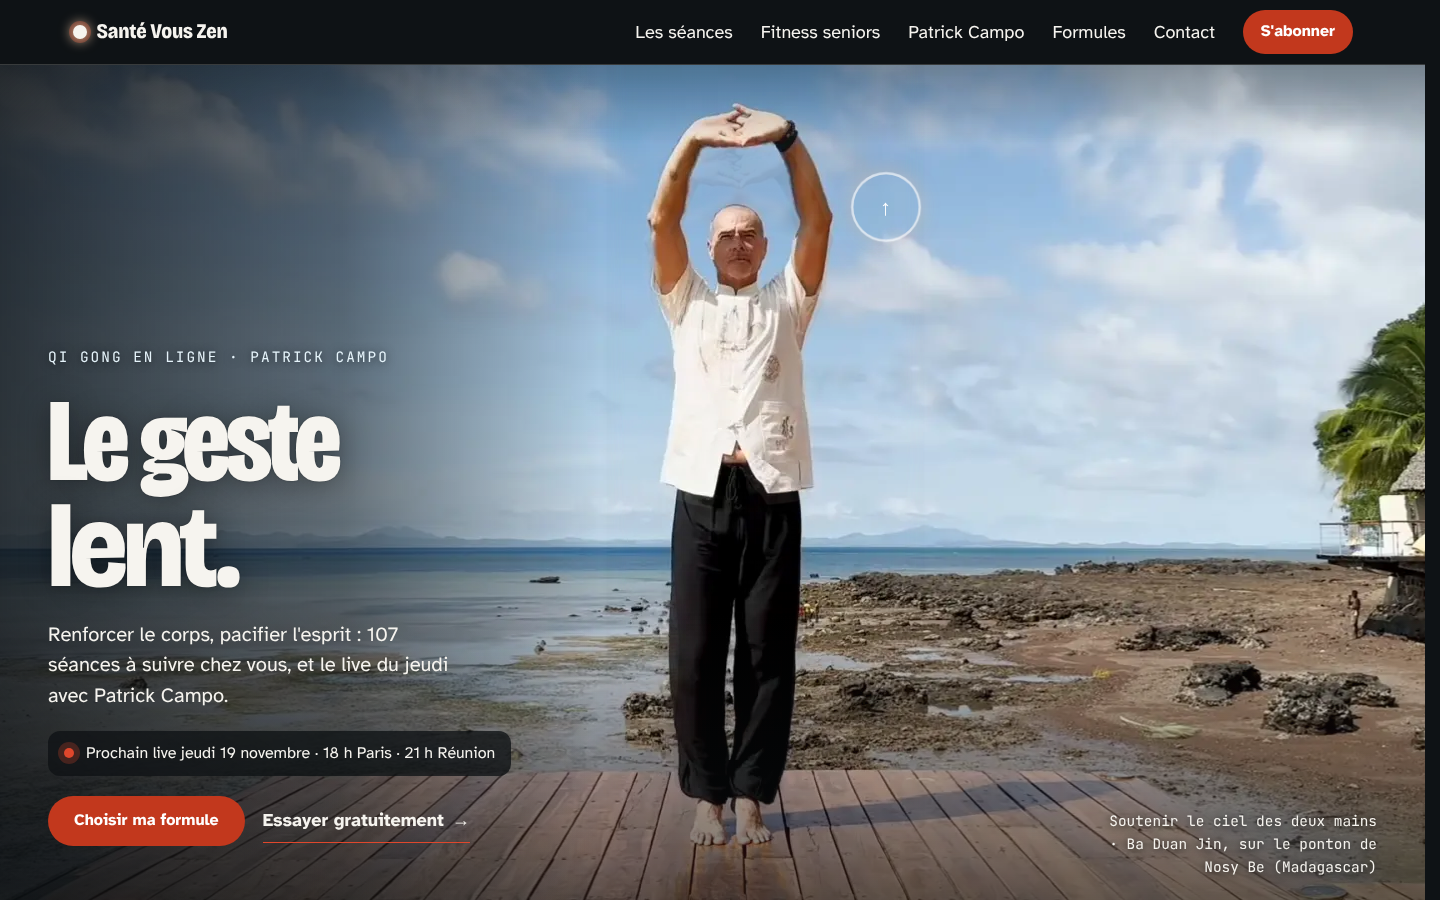 Santé Vous Zen
Les séances
Fitness seniors
Patrick Campo
Formules
Contact
S'abonner
↑
QI GONG EN LIGNE · PATRICK CAMPO
Le geste
lent.
Renforcer le corps, pacifier l'esprit : 107
séances à suivre chez vous, et le live du jeudi
avec Patrick Campo.
Prochain live jeudi 19 novembre · 18 h Paris · 21 h Réunion
Choisir ma formule
Essayer gratuitement →
Soutenir le ciel des deux mains
· Ba Duan Jin, sur le ponton de
Nosy Be (Madagascar)